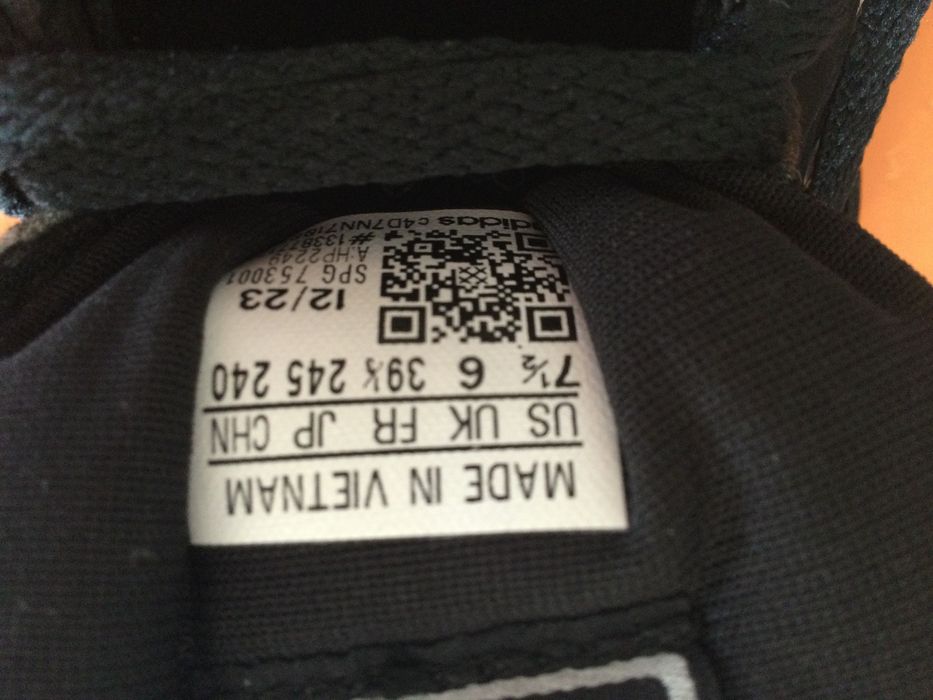 MADE IN VIETNAM
US UK FR JP CHN
7½ 6 39⅓ 245 240
12/23
SPG 753001
adidas